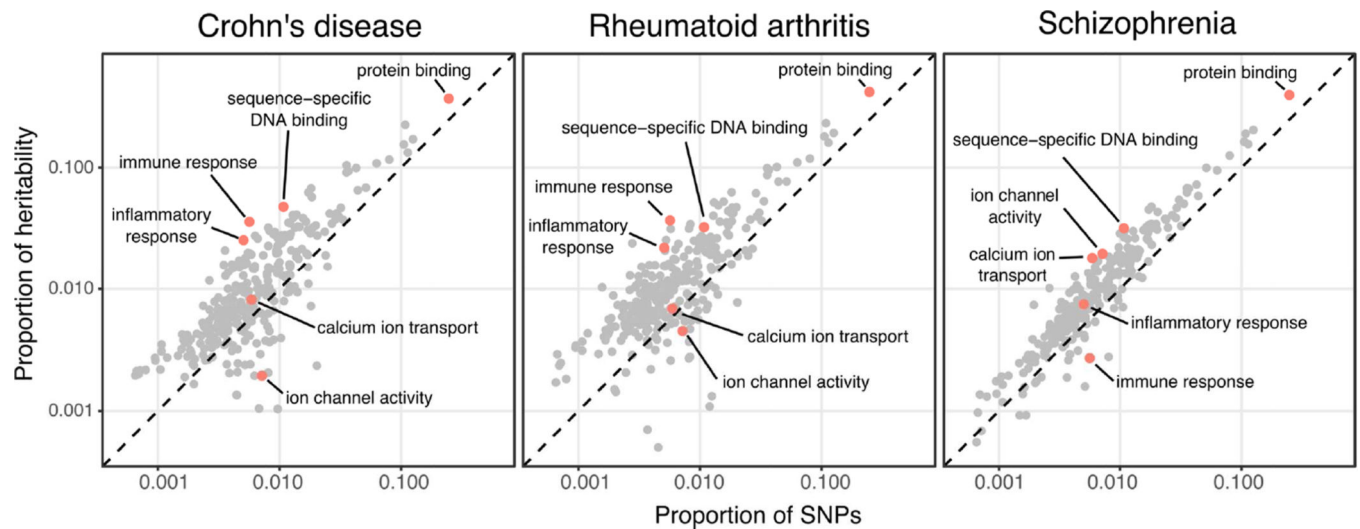 Crohn's disease
Rheumatoid arthritis
Schizophrenia
Proportion of heritability
0.100
0.010
0.001
protein binding
sequence−specific
DNA binding
immune response
inflammatory
response
calcium ion transport
ion channel activity
0.001
0.010
0.100
protein binding
sequence−specific DNA binding
immune response
inflammatory
response
calcium ion transport
ion channel activity
0.001
0.010
0.100
protein binding
sequence−specific DNA binding
ion channel
activity
calcium ion
transport
inflammatory response
immune response
0.001
0.010
0.100
Proportion of SNPs